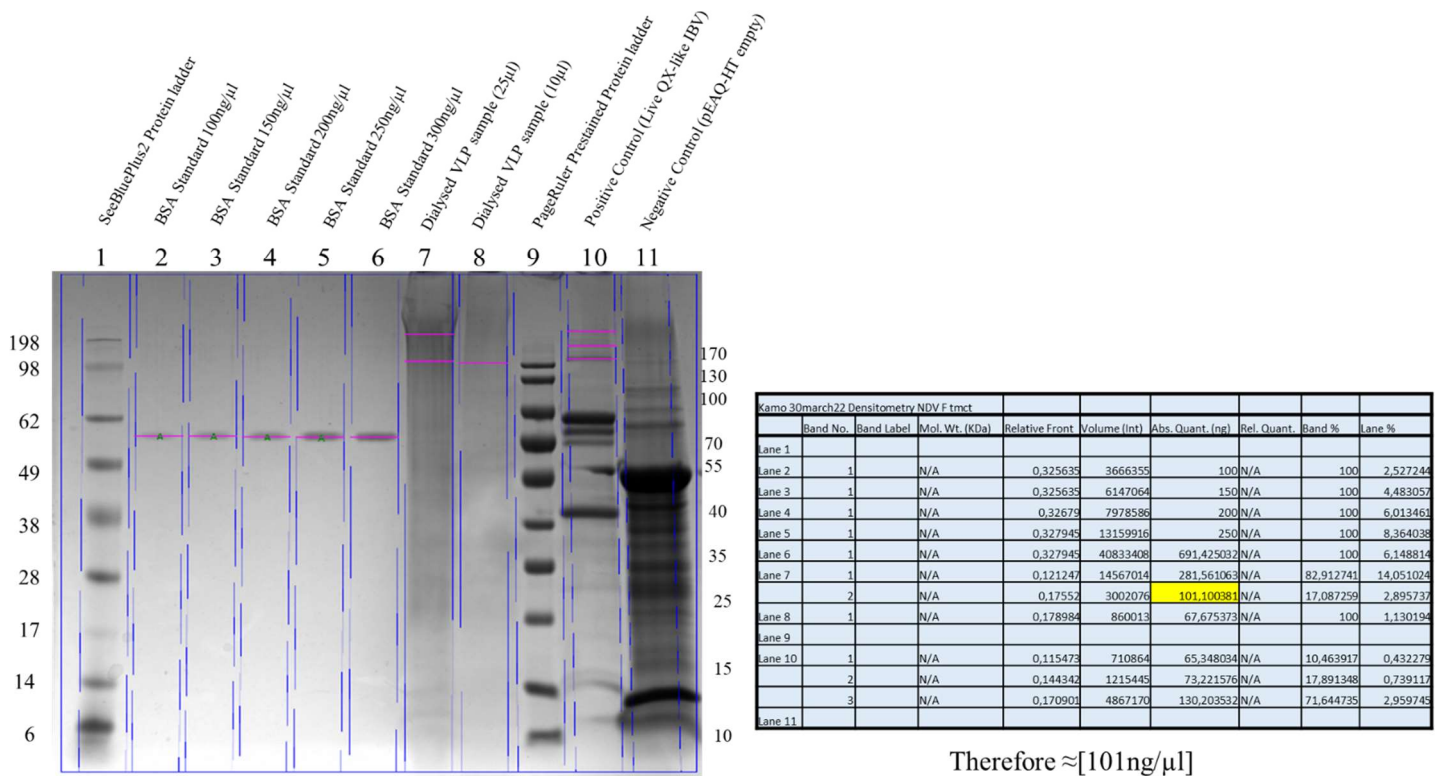 SeeBluePlus2 Protein ladder
BSA Standard 100ng/µl
BSA Standard 150ng/µl
BSA Standard 200ng/µl
BSA Standard 250ng/µl
BSA Standard 300ng/µl
Dialysed VLP sample (25µl)
Dialysed VLP sample (10µl)
PageRuler Prestained Protein ladder
Positive Control (Live QX-like IBV)
Negative Control (pEAQ-HT empty)
1 2 3 4 5 6 7 8 9 10 11
198
98
62
49
38
28
17
14
6
A A A A
170
130
100
70
55
40
35
25
15
10
Kamo 30march22 Densitometry NDV F tmct
Band No. Band Label Mol. Wt. (KDa) Relative Front Volume (Int) Abs. Quant. (ng) Rel. Quant. Band % Lane %
Lane 1
Lane 2 1 N/A 0,325635 3666355 100 N/A 100 2,527244
Lane 3 1 N/A 0,325635 6147064 150 N/A 100 4,483057
Lane 4 1 N/A 0,32679 7978586 200 N/A 100 6,013461
Lane 5 1 N/A 0,327945 13159916 250 N/A 100 8,364038
Lane 6 1 N/A 0,327945 40833408 691,425032 N/A 100 6,148814
Lane 7 1 N/A 0,121247 14567014 281,561063 N/A 82,912741 14,051024
2 N/A 0,17552 3002076 101,100381 N/A 17,087259 2,895737
Lane 8 1 N/A 0,178984 860013 67,675373 N/A 100 1,130194
Lane 9
Lane 10 1 N/A 0,115473 710864 65,348034 N/A 10,463917 0,432279
2 N/A 0,144342 1215445 73,221576 N/A 17,891348 0,739117
3 N/A 0,170901 4867170 130,203532 N/A 71,644735 2,959745
Lane 11
Therefore ≈[101ng/µl]